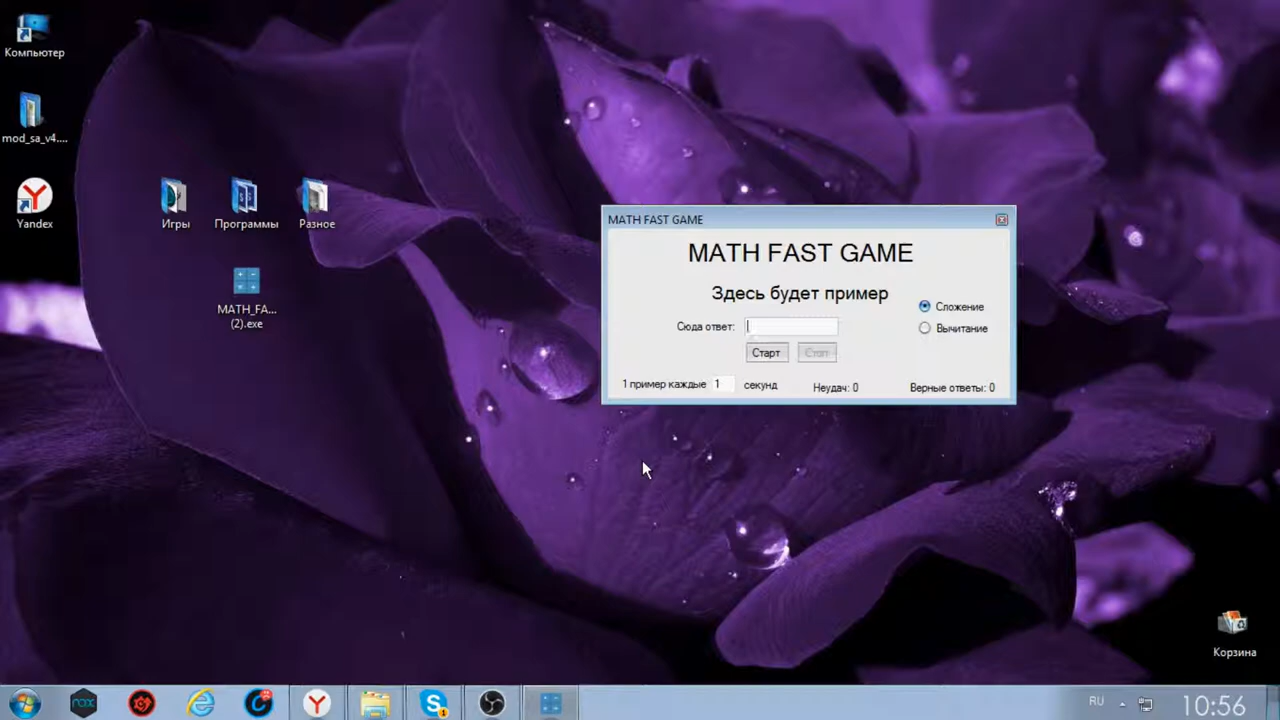 Компьютер
mod_sa_v4....
Yandex
Игры
Программы
Разное
MATH_FA...
(2).exe
MATH FAST GAME
MATH FAST GAME
Здесь будет пример
Сюда ответ:
Сложение
Вычитание
Старт
Стоп
1 пример каждые 1 секунд
Неудач: 0
Верные ответы: 0
Корзина
nox
RU
10:56